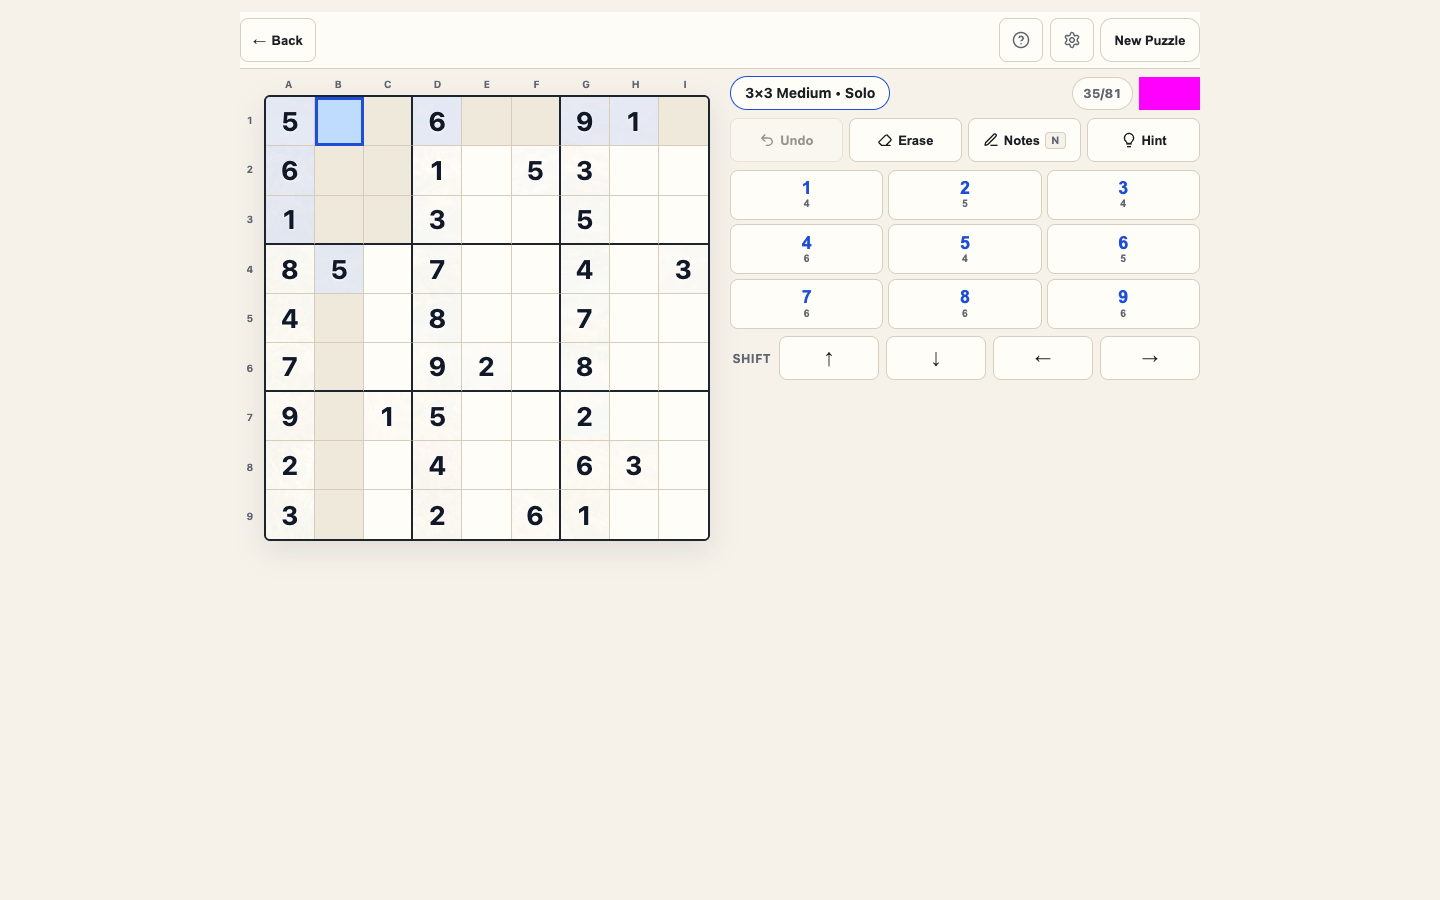 ← Back
New Puzzle
A B C D E F G H I
1 5 6 9 1
2 6 1 5 3
3 1 3 5
4 8 5 7 4 3
5 4 8 7
6 7 9 2 8
7 9 1 5 2
8 2 4 6 3
9 3 2 6 1
3×3 Medium • Solo
35/81
Undo Erase Notes N Hint
1 2 3
4 5 4
4 5 6
6 4 5
7 8 9
6 6 6
SHIFT ↑ ↓ ← →